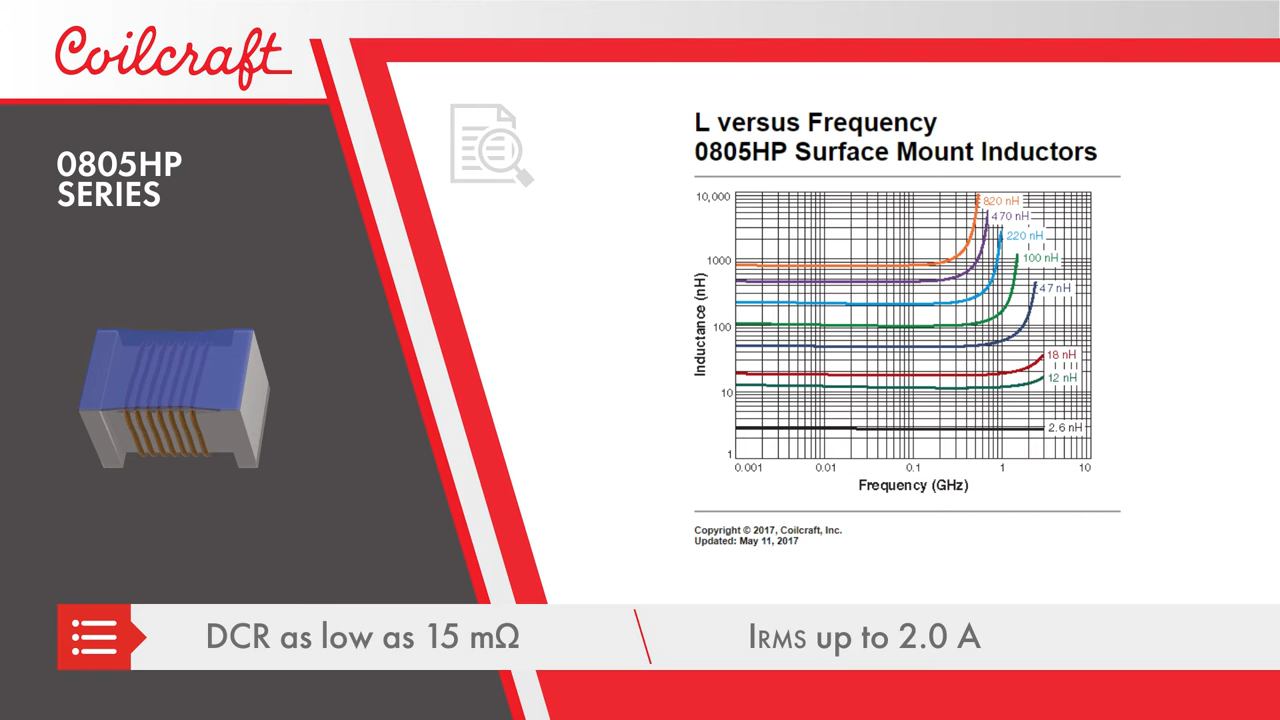 Coilcraft
0805HP
SERIES
L versus Frequency
0805HP Surface Mount Inductors
10,000
1000
100
10
1
Inductance (nH)
820 nH
470 nH
220 nH
100 nH
47 nH
18 nH
12 nH
2.6 nH
0.001 0.01 0.1 1 10
Frequency (GHz)
Copyright © 2017, Coilcraft, Inc.
Updated: May 11, 2017
DCR as low as 15 mΩ
IRMS up to 2.0 A